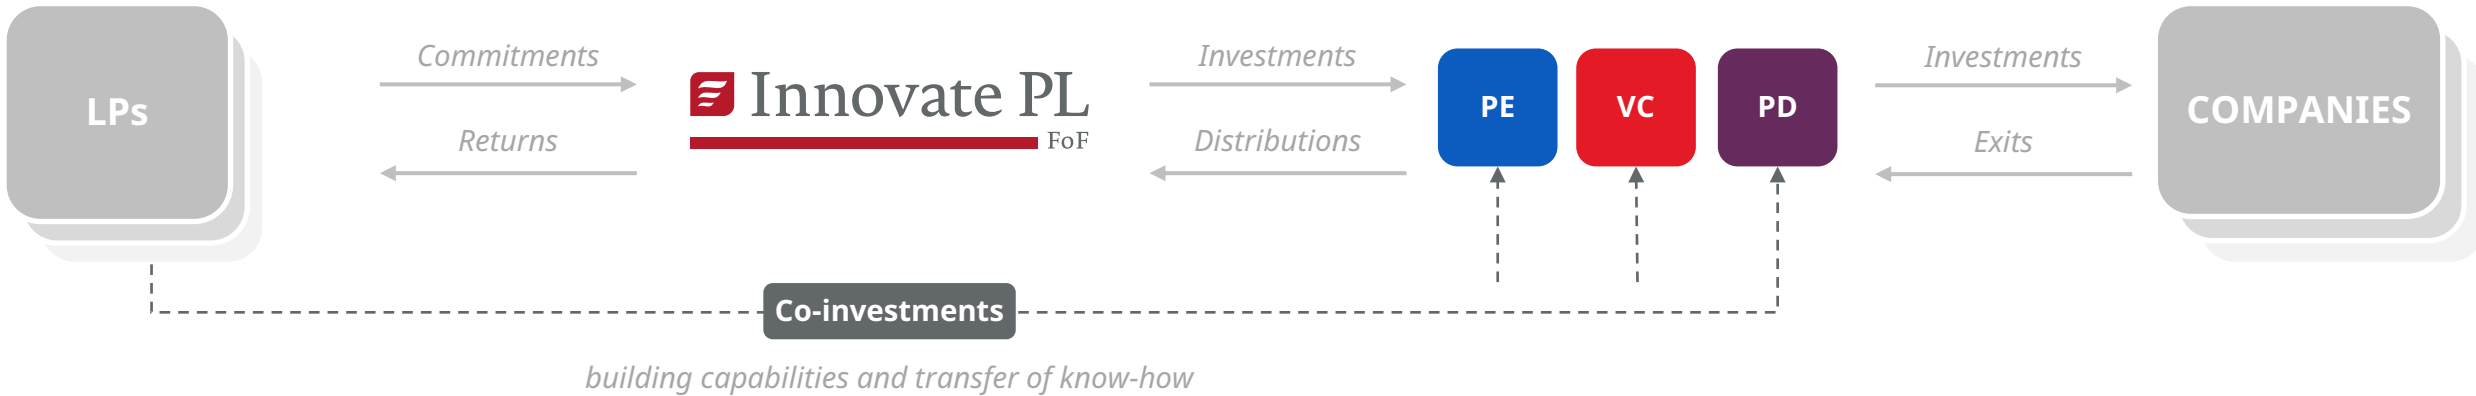 LPs
Commitments
Returns
Innovate PL
FoF
Investments
Distributions
PE
VC
PD
Investments
Exits
COMPANIES
Co-investments
building capabilities and transfer of know-how